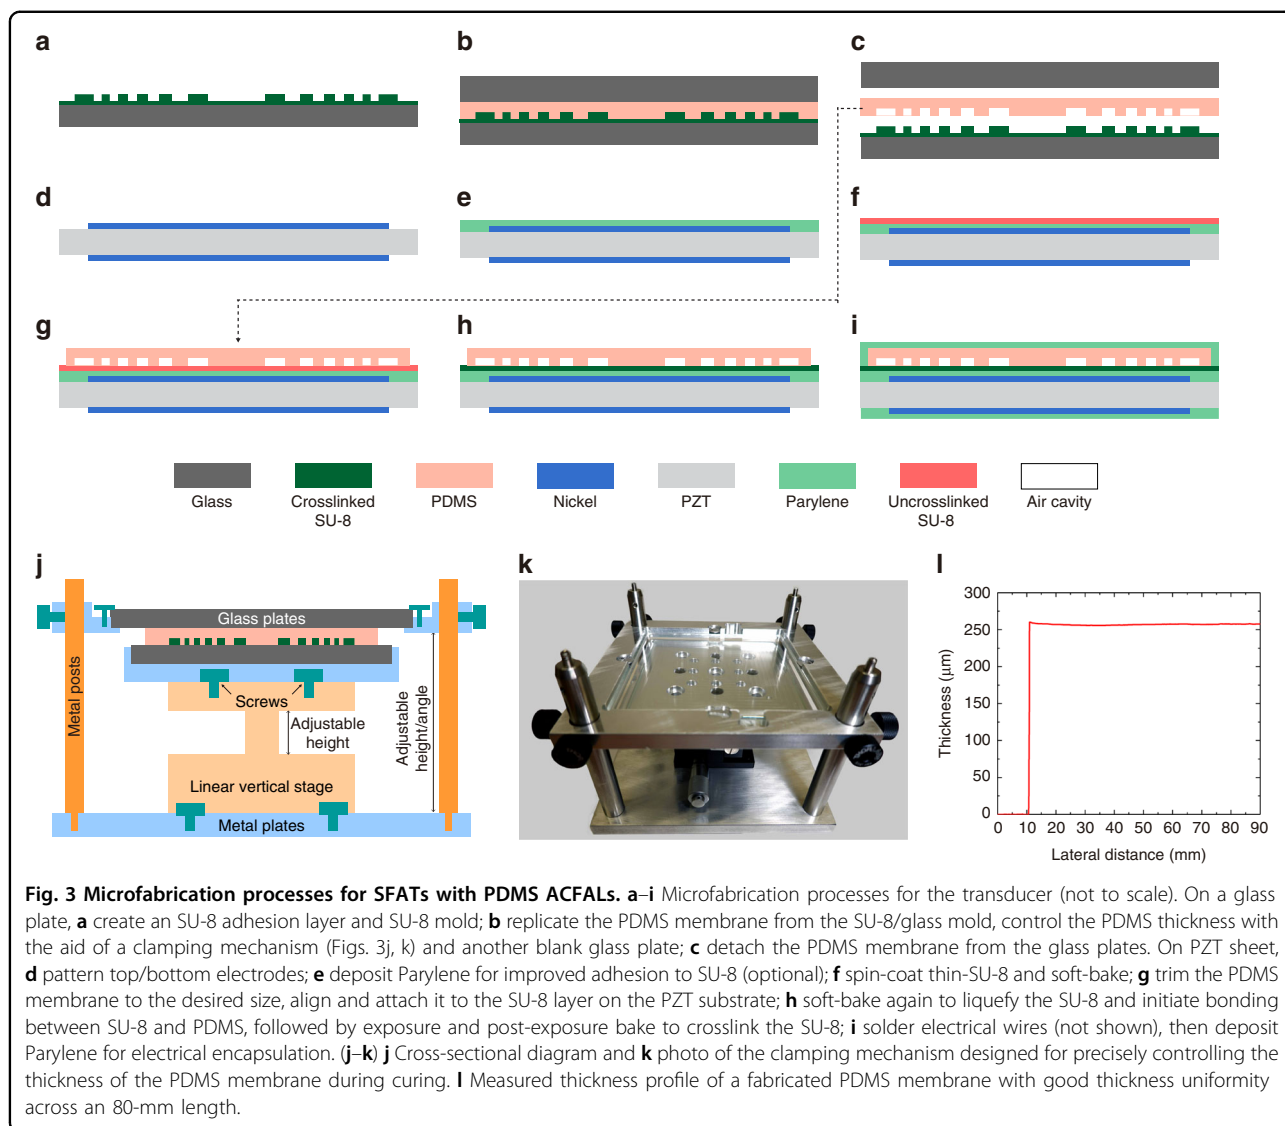 a
b
c
d
e
f
g
h
i
Glass
Crosslinked
SU-8
PDMS
Nickel
PZT
Parylene
Uncrosslinked
SU-8
Air cavity
j
Glass plates
Metal posts
Screws
Adjustable
height
Adjustable
height/angle
Linear vertical stage
Metal plates
k
l
300
250
200
150
100
50
0
Thickness (µm)
0 10 20 30 40 50 60 70 80 90
Lateral distance (mm)
Fig. 3 Microfabrication processes for SFATs with PDMS ACFALs. a–i Microfabrication processes for the transducer (not to scale). On a glass
plate, a create an SU-8 adhesion layer and SU-8 mold; b replicate the PDMS membrane from the SU-8/glass mold, control the PDMS thickness with
the aid of a clamping mechanism (Figs. 3j, k) and another blank glass plate; c detach the PDMS membrane from the glass plates. On PZT sheet,
d pattern top/bottom electrodes; e deposit Parylene for improved adhesion to SU-8 (optional); f spin-coat thin-SU-8 and soft-bake; g trim the PDMS
membrane to the desired size, align and attach it to the SU-8 layer on the PZT substrate; h soft-bake again to liquefy the SU-8 and initiate bonding
between SU-8 and PDMS, followed by exposure and post-exposure bake to crosslink the SU-8; i solder electrical wires (not shown), then deposit
Parylene for electrical encapsulation. (j–k) j Cross-sectional diagram and k photo of the clamping mechanism designed for precisely controlling the
thickness of the PDMS membrane during curing. l Measured thickness profile of a fabricated PDMS membrane with good thickness uniformity
across an 80-mm length.